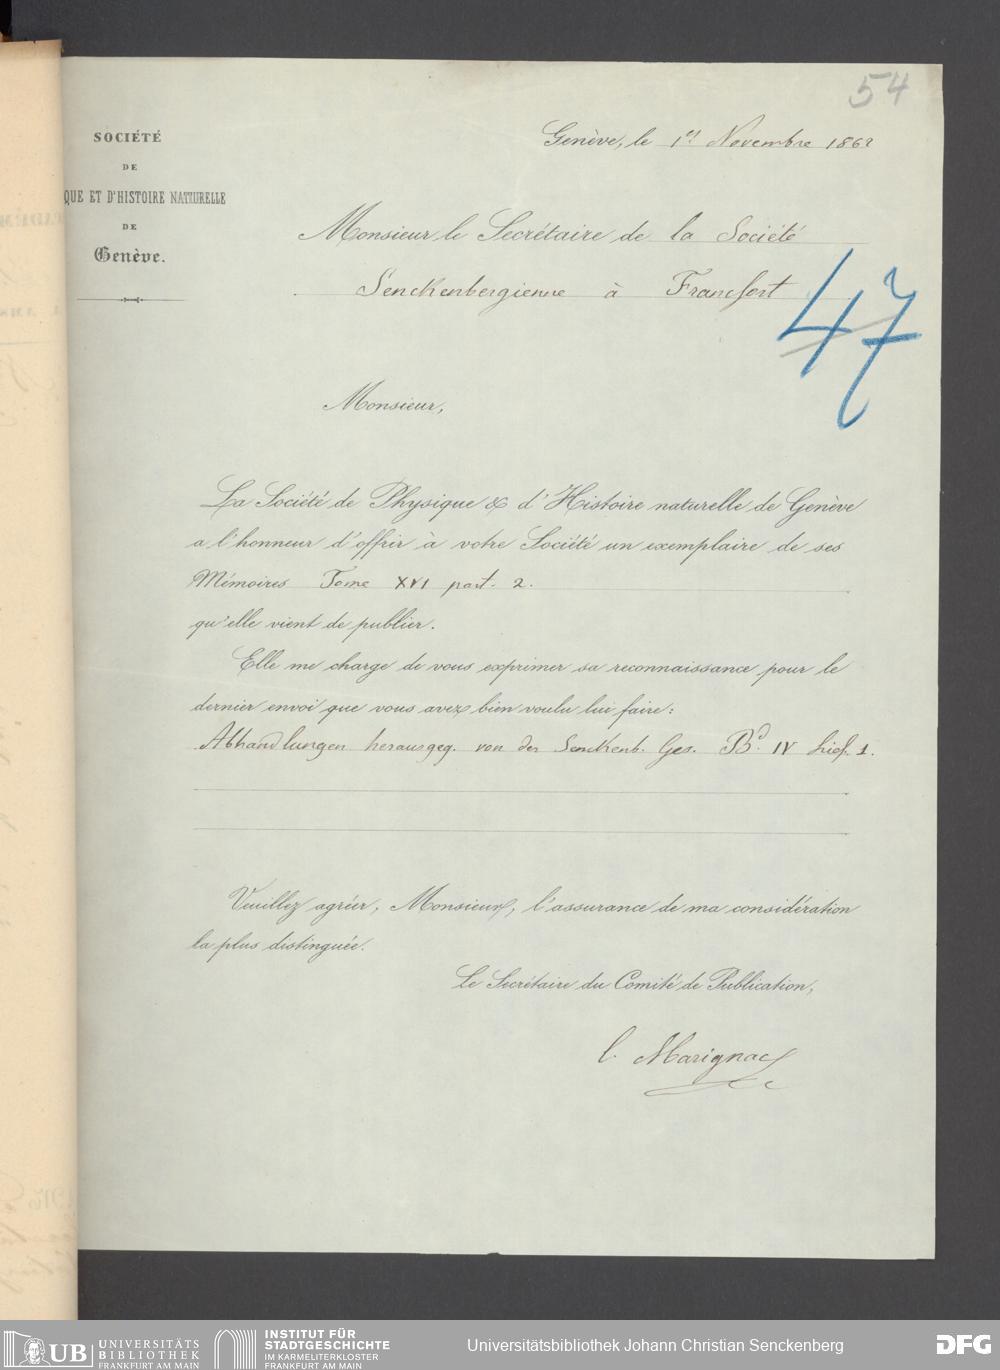 54
SOCIÉTÉ
DE
QUE ET D'HISTOIRE NATURELLE
DE
Genève.
Genève, le 1er Novembre 1862
Monsieur le Secrétaire de la Société
Senckenbergienne à Francfort
47
Monsieur,
La Société de Physique & d'Histoire naturelle de Genève
a l'honneur d'offrir à votre Société un exemplaire de ses
Mémoires Tome XVI part. 2.
qu'elle vient de publier.
Elle me charge de vous exprimer sa reconnaissance pour le
dernier envoi que vous avez bien voulu lui faire:
Abhandlungen herausgeg. von der Senckenb. Ges. Bd. IV Lief. 1.
Veuillez agréer, Monsieur, l'assurance de ma considération
la plus distinguée.
Le Secrétaire du Comité de Publication,
C. Marignac
UB UNIVERSITÄTS
BIBLIOTHEK
FRANKFURT AM MAIN
INSTITUT FÜR
STADTGESCHICHTE
IM KARMELITERKLOSTER
FRANKFURT AM MAIN
Universitätsbibliothek Johann Christian Senckenberg
DFG